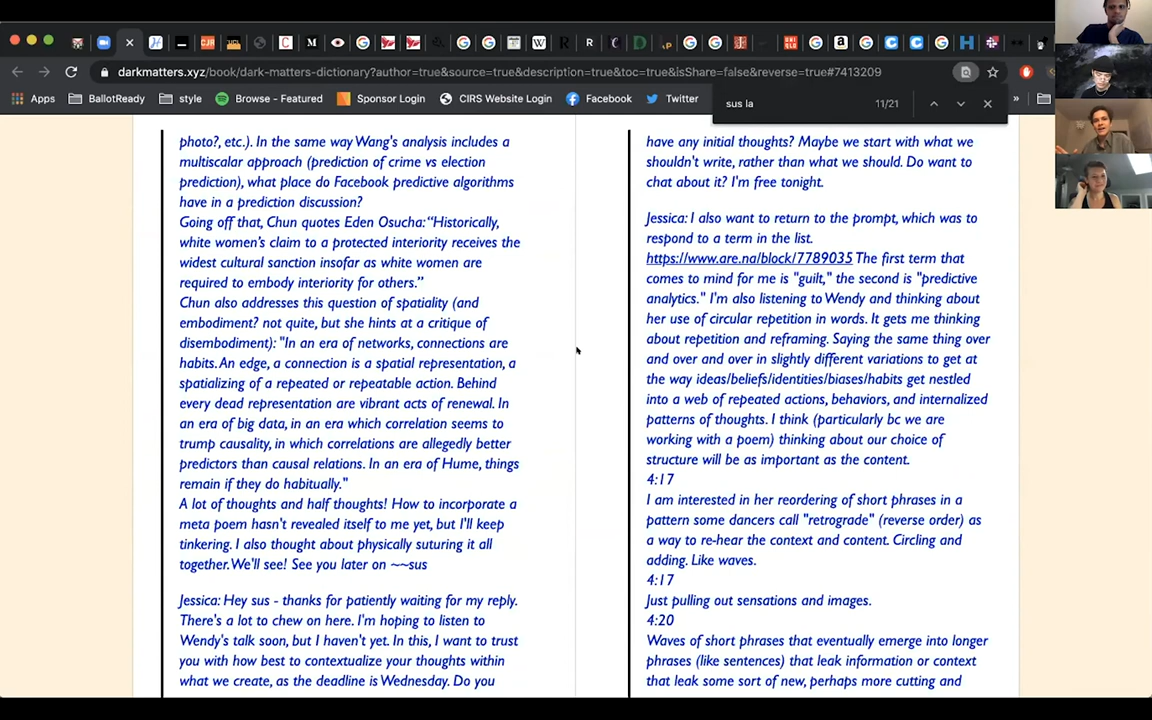 darkmatters.xyz/book/dark-matters-dictionary?author=true&source=true&description=true&toc=true&isShare=false&reverse=true#7413209
Apps
BallotReady
style
Browse - Featured
Sponsor Login
CIRS Website Login
Facebook
Twitter
sus la
11/21
photo?, etc.). In the same way Wang's analysis includes a
multiscalar approach (prediction of crime vs election
prediction), what place do Facebook predictive algorithms
have in a prediction discussion?
Going off that, Chun quotes Eden Osucha: “Historically,
white women’s claim to a protected interiority receives the
widest cultural sanction insofar as white women are
required to embody interiority for others.”
Chun also addresses this question of spatiality (and
embodiment? not quite, but she hints at a critique of
disembodiment): "In an era of networks, connections are
habits. An edge, a connection is a spatial representation, a
spatializing of a repeated or repeatable action. Behind
every dead representation are vibrant acts of renewal. In
an era of big data, in an era which correlation seems to
trump causality, in which correlations are allegedly better
predictors than causal relations. In an era of Hume, things
remain if they do habitually."
A lot of thoughts and half thoughts! How to incorporate a
meta poem hasn't revealed itself to me yet, but I'll keep
tinkering. I also thought about physically suturing it all
together. We'll see! See you later on ~~sus
Jessica: Hey sus - thanks for patiently waiting for my reply.
There's a lot to chew on here. I'm hoping to listen to
Wendy's talk soon, but I haven't yet. In this, I want to trust
you with how best to contextualize your thoughts within
what we create, as the deadline is Wednesday. Do you
have any initial thoughts? Maybe we start with what we
shouldn't write, rather than what we should. Do want to
chat about it? I'm free tonight.
Jessica: I also want to return to the prompt, which was to
respond to a term in the list.
https://www.are.na/block/7789035 The first term that
comes to mind for me is "guilt," the second is "predictive
analytics." I'm also listening to Wendy and thinking about
her use of circular repetition in words. It gets me thinking
about repetition and reframing. Saying the same thing over
and over and over in slightly different variations to get at
the way ideas/beliefs/identities/biases/habits get nestled
into a web of repeated actions, behaviors, and internalized
patterns of thoughts. I think (particularly bc we are
working with a poem) thinking about our choice of
structure will be as important as the content.
4:17
I am interested in her reordering of short phrases in a
pattern some dancers call "retrograde" (reverse order) as
a way to re-hear the context and content. Circling and
adding. Like waves.
4:17
Just pulling out sensations and images.
4:20
Waves of short phrases that eventually emerge into longer
phrases (like sentences) that leak information or context
that leak some sort of new, perhaps more cutting and